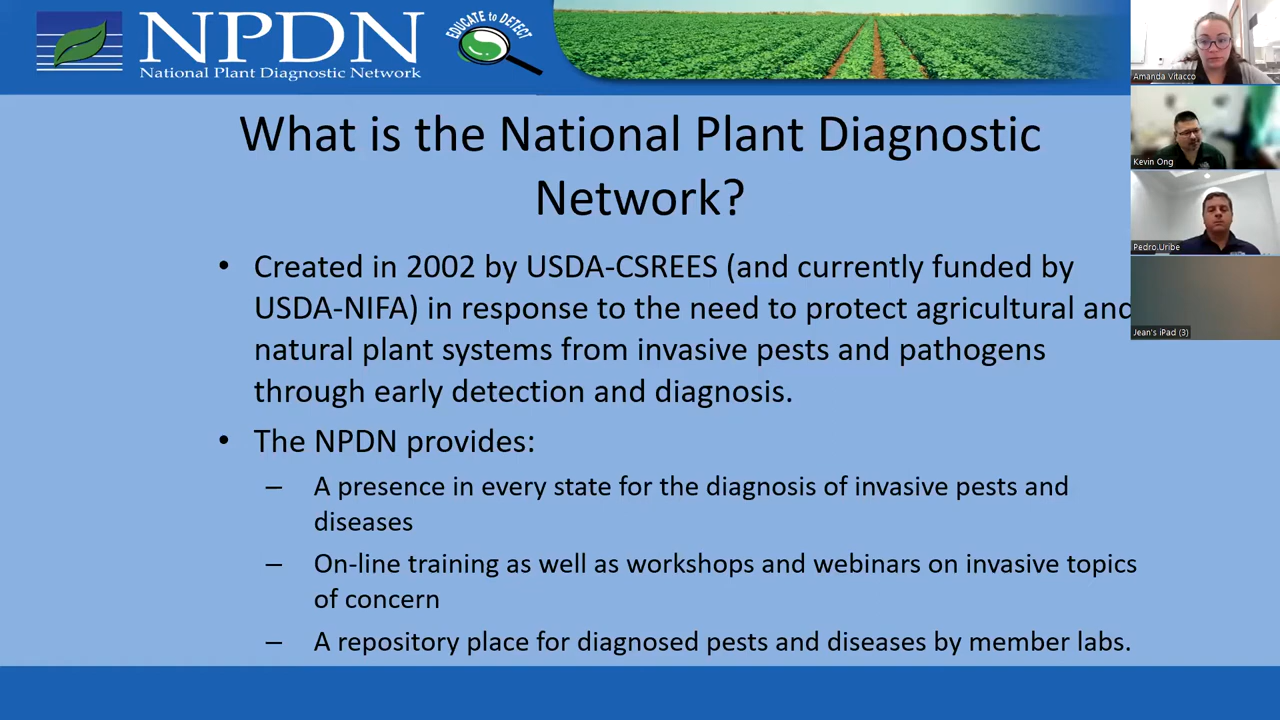 NPDN
National Plant Diagnostic Network
EDUCATE to DETECT
What is the National Plant Diagnostic
Network?
• Created in 2002 by USDA-CSREES (and currently funded by
USDA-NIFA) in response to the need to protect agricultural and
natural plant systems from invasive pests and pathogens
through early detection and diagnosis.
• The NPDN provides:
– A presence in every state for the diagnosis of invasive pests and
diseases
– On-line training as well as workshops and webinars on invasive topics
of concern
– A repository place for diagnosed pests and diseases by member labs.
Amanda Vitacco
Kevin Ong
Pedro.Uribe
Jean's iPad (3)